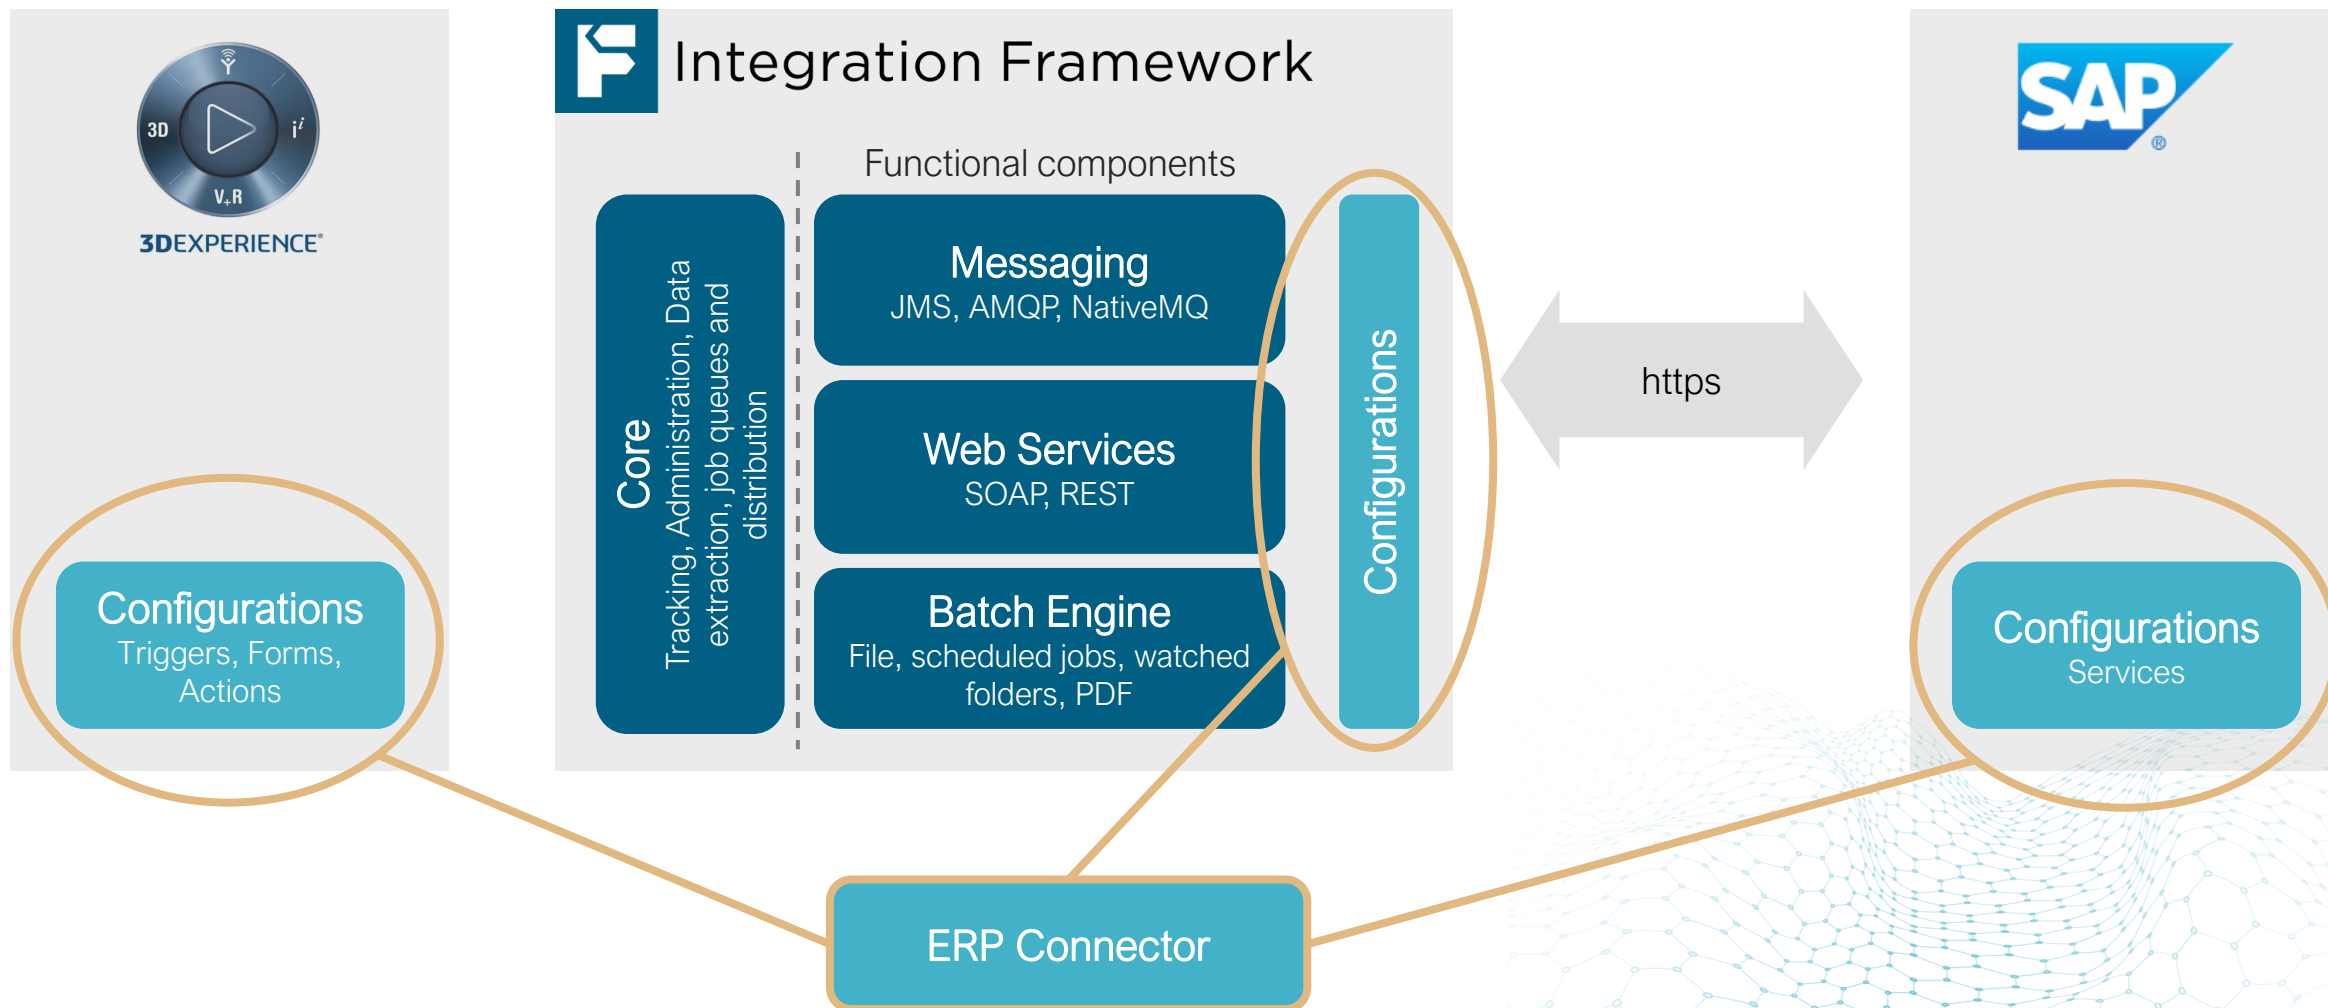 3D
V+R
i i
3DEXPERIENCE®
Configurations
Triggers, Forms,
Actions
Integration Framework
Functional components
Core
Tracking, Administration, Data
extraction, job queues and
distribution
Messaging
JMS, AMQP, NativeMQ
Web Services
SOAP, REST
Batch Engine
File, scheduled jobs, watched
folders, PDF
Configurations
https
SAP
®
Configurations
Services
ERP Connector